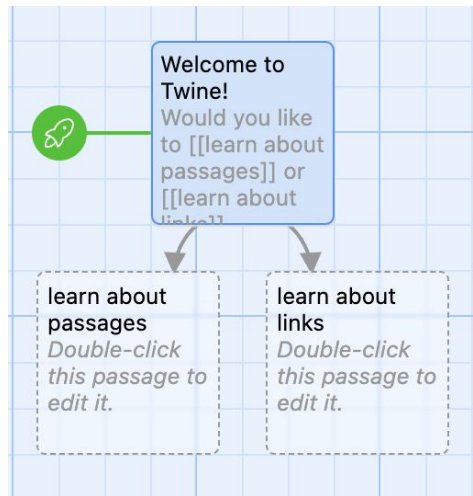 Welcome to
Twine!
Would you like
to [[learn about
passages]] or
[[learn about
links]]
learn about
passages
Double-click
this passage to
edit it.
learn about
links
Double-click
this passage to
edit it.